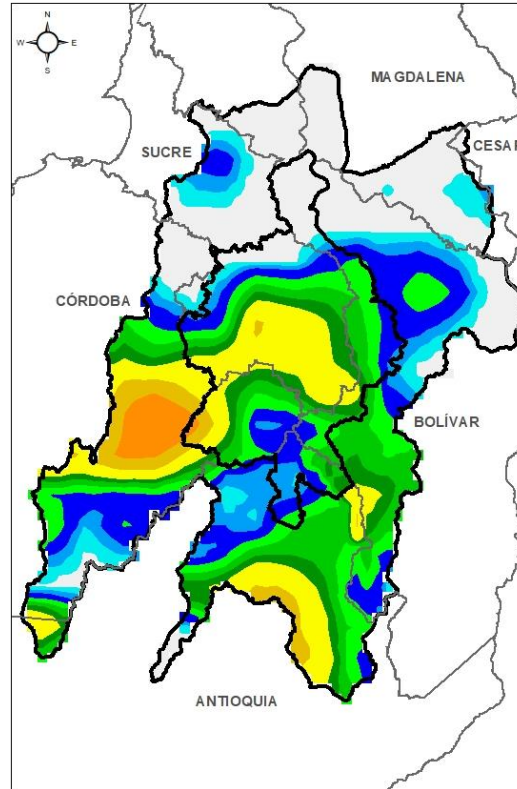 N
W E
S
MAGDALENA
SUCRE
CESAR
CÓRDOBA
BOLÍVAR
ANTIOQUIA